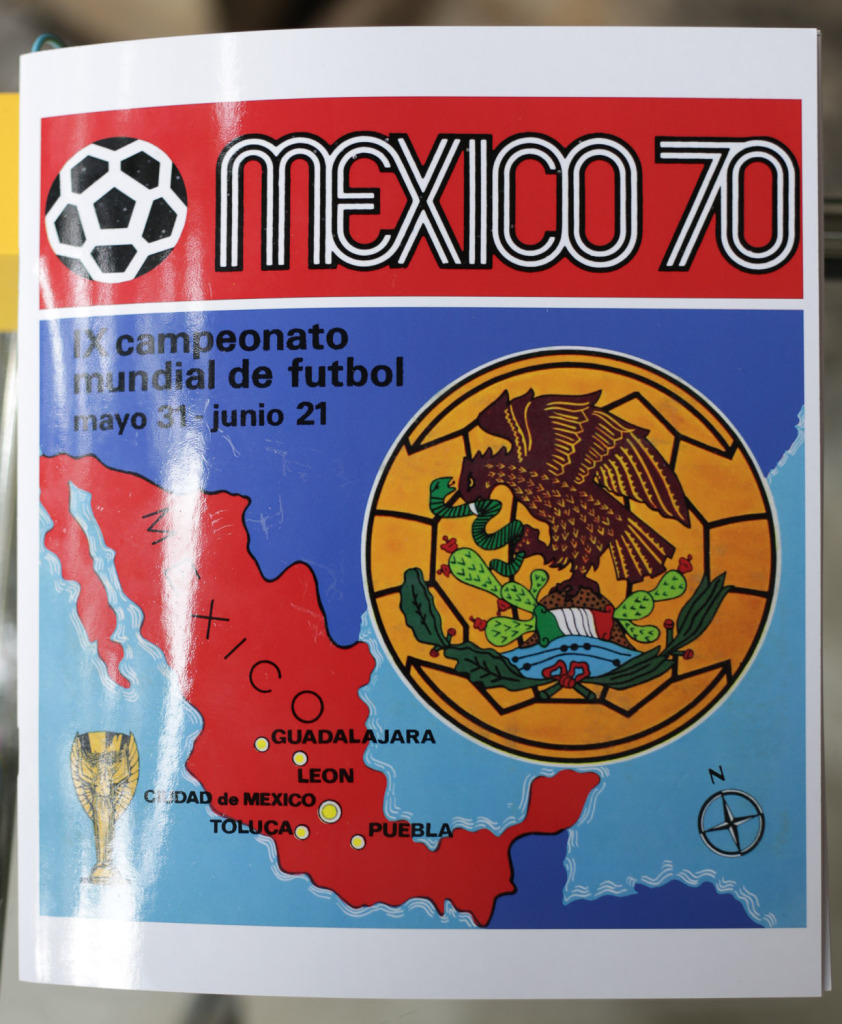 MEXICO 70
IX campeonato
mundial de futbol
mayo 31 - junio 21
MEXICO
GUADALAJARA
LEON
CIUDAD de MEXICO
TOLUCA
PUEBLA
N